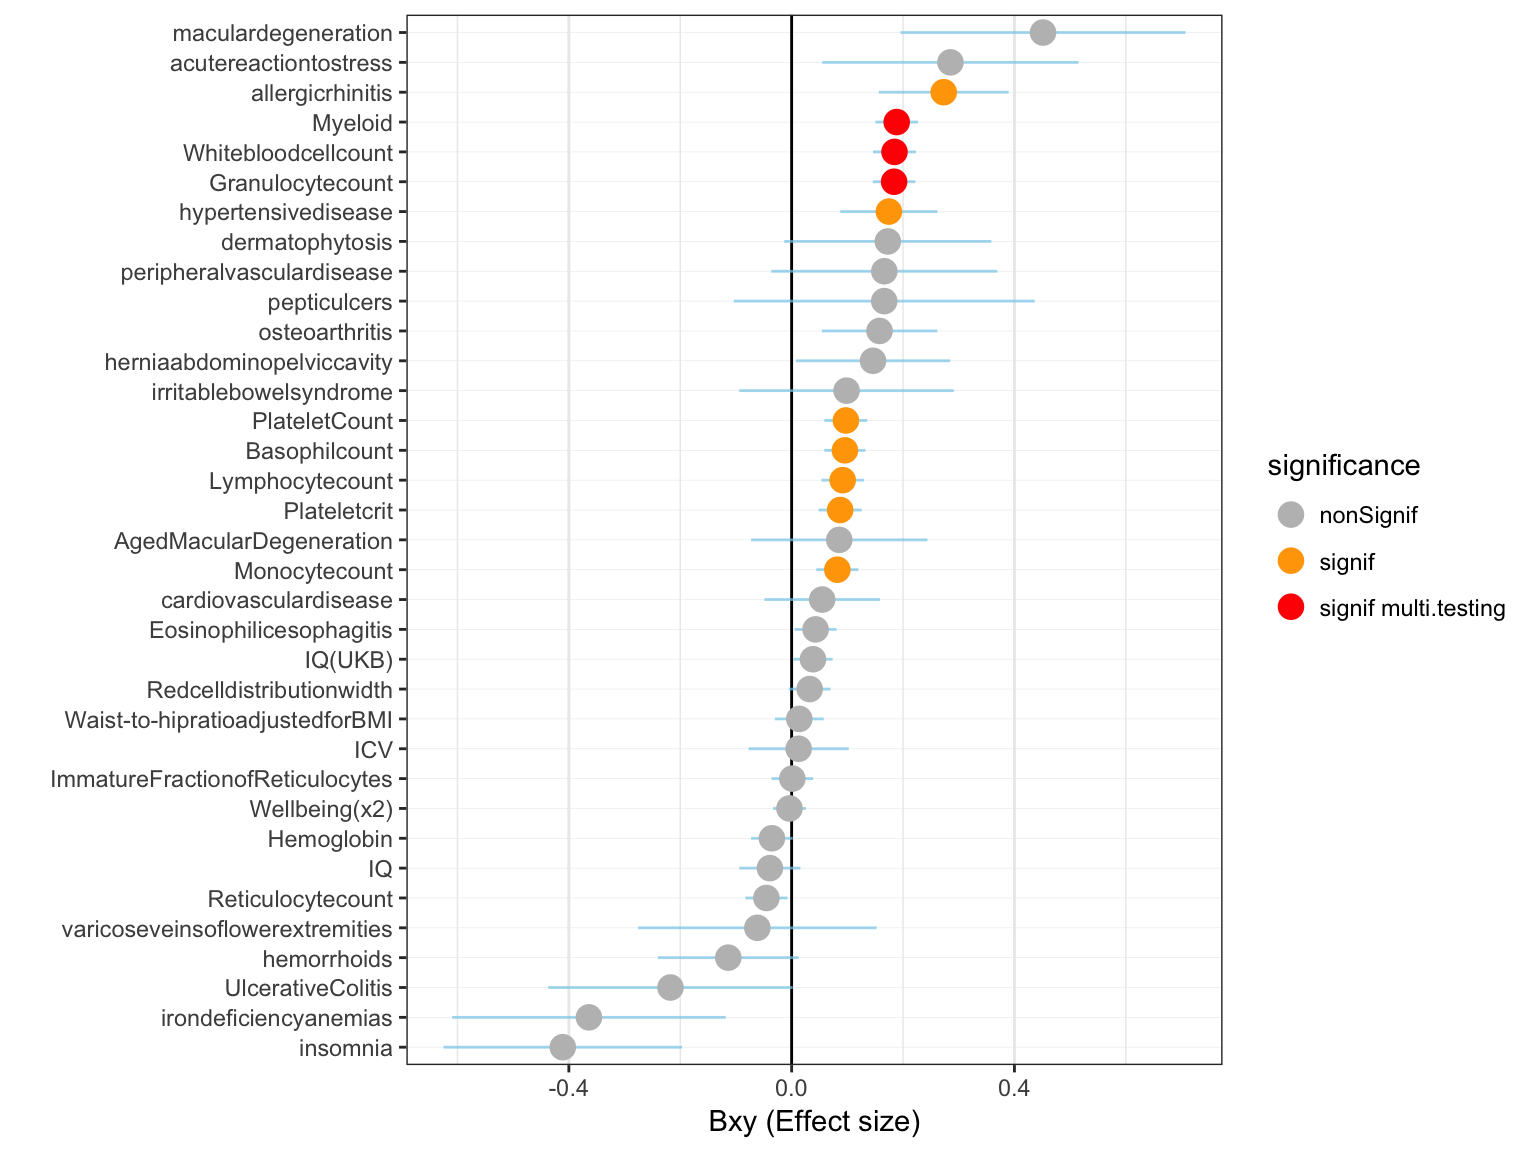 maculardegeneration
acutereactiontostress
allergicrhinitis
Myeloid
Whitebloodcellcount
Granulocytecount
hypertensivedisease
dermatophytosis
peripheralvasculardisease
pepticulcers
osteoarthritis
herniaabdominopelviccavity
irritablebowelsyndrome
PlateletCount
Basophilcount
Lymphocytecount
Plateletcrit
AgedMacularDegeneration
Monocytecount
cardiovasculardisease
Eosinophilicesophagitis
IQ(UKB)
Redcelldistributionwidth
Waist-to-hipratioadjustedforBMI
ICV
ImmatureFractionofReticulocytes
Wellbeing(x2)
Hemoglobin
IQ
Reticulocytecount
varicoseveinsoflowerextremities
hemorrhoids
UlcerativeColitis
irondeficiencyanemias
insomnia
-0.4 0.0 0.4
Bxy (Effect size)
significance
nonSignif
signif
signif multi.testing